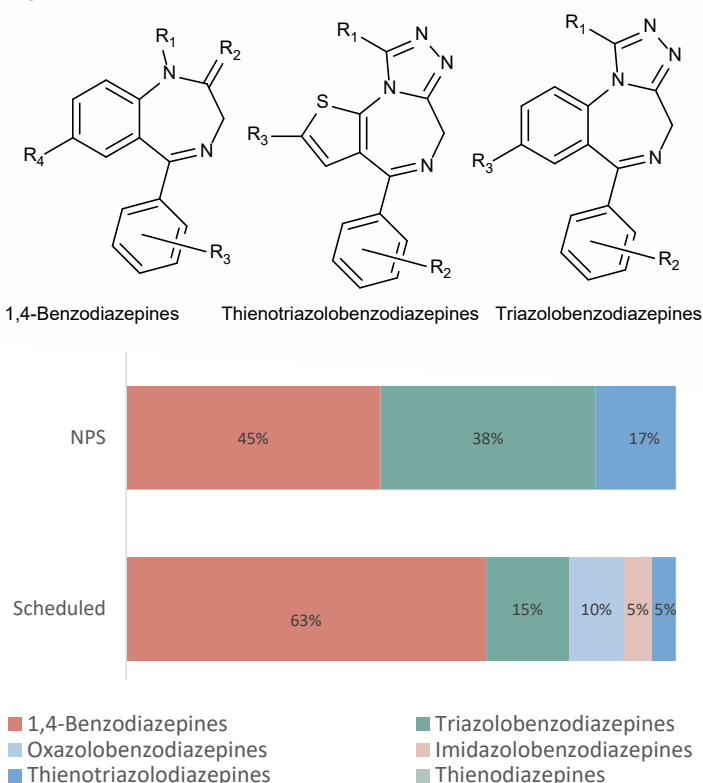 R1
R2
N
N
R4
R3
R1
N
N
N
S
R3
N
R2
R1
N
N
N
N
R3
R2
1,4-Benzodiazepines Thienotriazolobenzodiazepines Triazolobenzodiazepines
NPS 45% 38% 17%
Scheduled 63% 15% 10% 5% 5%
1,4-Benzodiazepines Triazolobenzodiazepines
Oxazolobenzodiazepines Imidazolobenzodiazepines
Thienotriazolodiazepines Thienodiazepines